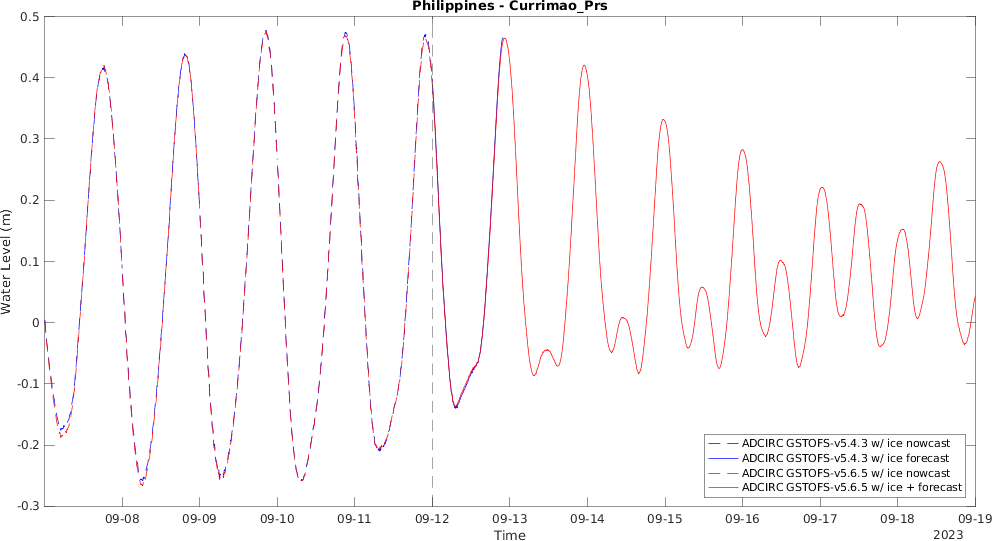 Philippines - Currimao_Prs
0.5
0.4
0.3
0.2
0.1
0
-0.1
-0.2
-0.3
Water Level (m)
ADCIRC GSTOFS-v5.4.3 w/ ice nowcast
ADCIRC GSTOFS-v5.4.3 w/ ice forecast
ADCIRC GSTOFS-v5.6.5 w/ ice nowcast
ADCIRC GSTOFS-v5.6.5 w/ ice + forecast
09-08 09-09 09-10 09-11 09-12 09-13 09-14 09-15 09-16 09-17 09-18 09-19
Time
2023